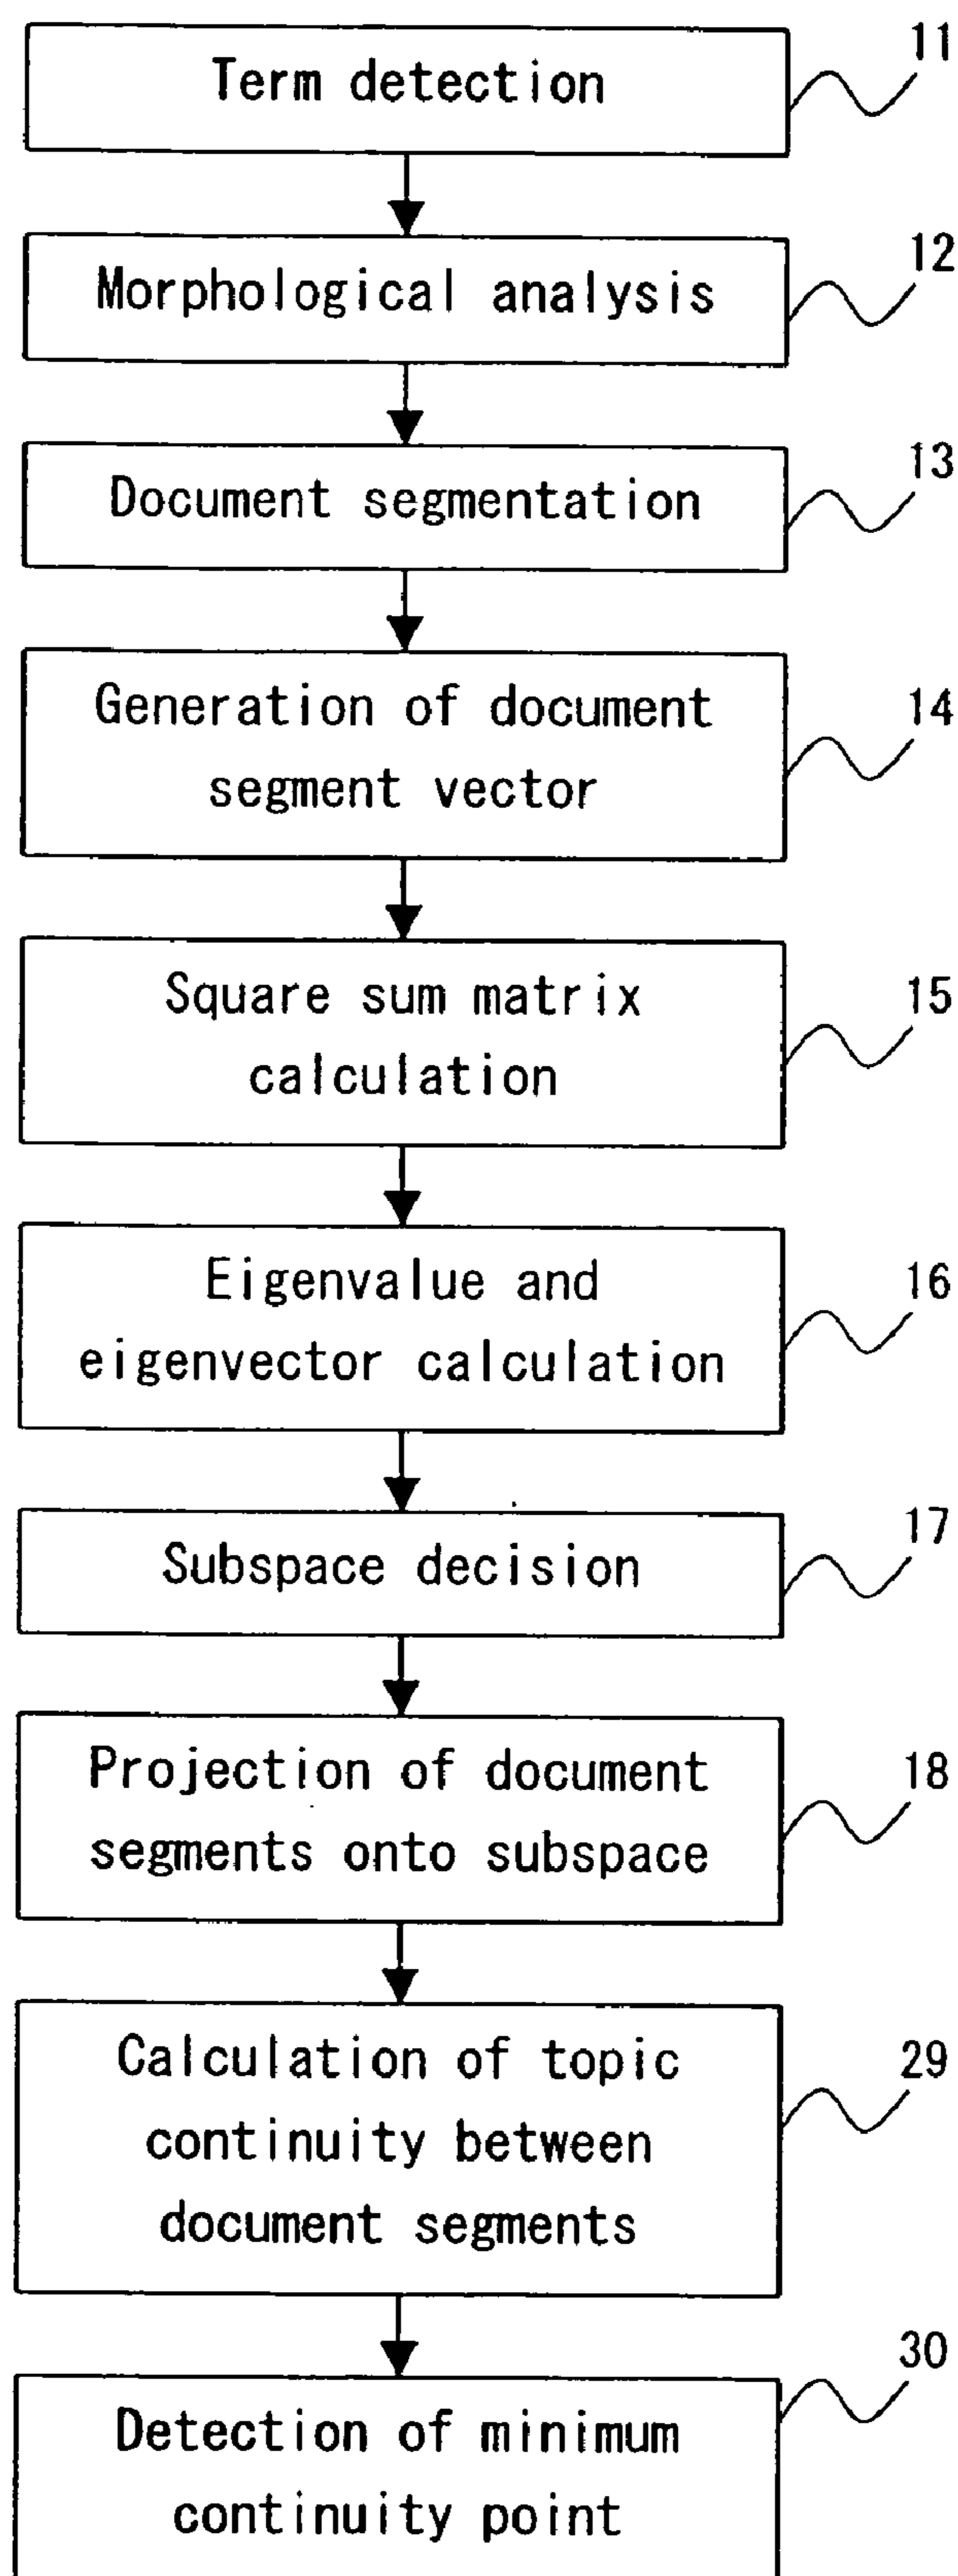 Term detection
11
Morphological analysis
12
Document segmentation
13
Generation of document
segment vector
14
Square sum matrix
calculation
15
Eigenvalue and
eigenvector calculation
16
Subspace decision
17
Projection of document
segments onto subspace
18
Calculation of topic
continuity between
document segments
29
Detection of minimum
continuity point
30